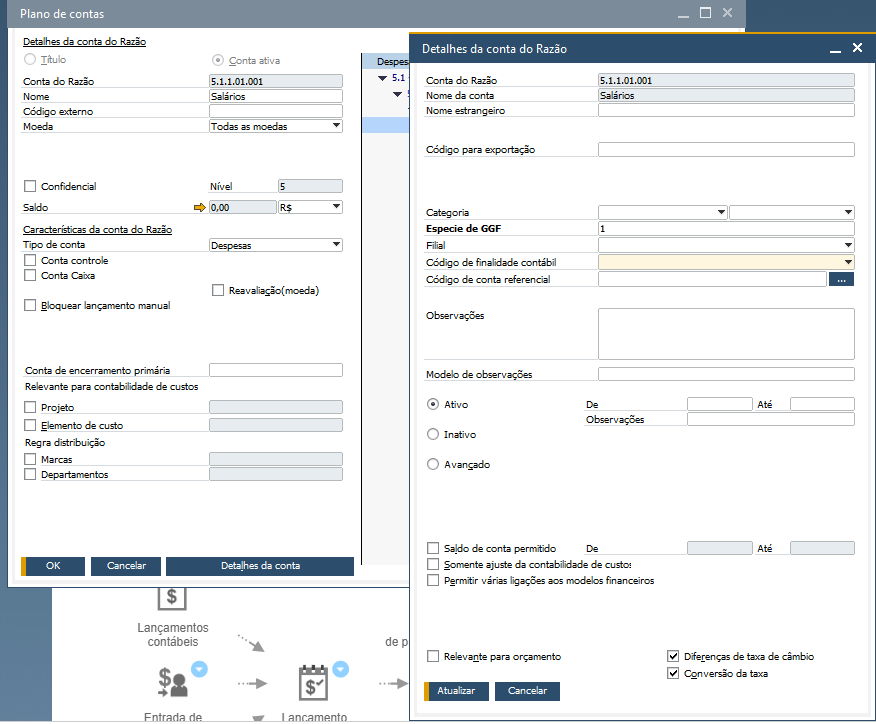 Plano de contas
Detalhes da conta do Razão
Título
Conta ativa
Conta do Razão 5.1.1.01.001
Nome Salários
Código externo
Moeda Todas as moedas
Confidencial Nível 5
Saldo 0,00 R$
Características da conta do Razão
Tipo de conta Despesas
Conta controle
Conta Caixa
Reavaliação(moeda)
Bloquear lançamento manual
Conta de encerramento primária
Relevante para contabilidade de custos
Projeto
Elemento de custo
Regra distribuição
Marcas
Departamentos
OK Cancelar Detalhes da conta
5.1
Detalhes da conta do Razão
Conta do Razão 5.1.1.01.001
Nome da conta Salários
Nome estrangeiro
Código para exportação
Categoria
Especie de GGF 1
Filial
Código de finalidade contábil
Código de conta referencial ...
Observações
Modelo de observações
Ativo De Até
Observações
Inativo
Avançado
Saldo de conta permitido De Até
Somente ajuste da contabilidade de custos
Permitir várias ligações aos modelos financeiros
Relevante para orçamento Diferenças de taxa de câmbio
Conversão da taxa
Atualizar Cancelar
Lançamentos
contábeis
de p
Entrada de
Lançamento